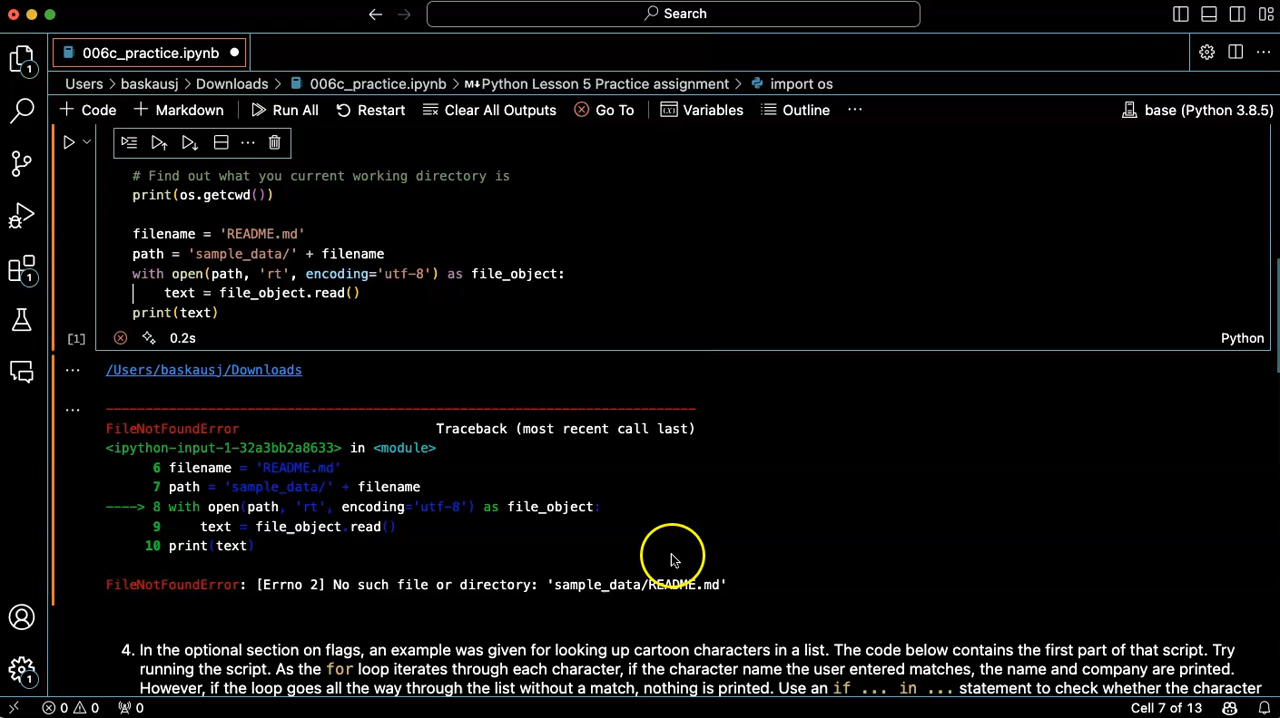 Search
006c_practice.ipynb
Users > baskausj > Downloads > 006c_practice.ipynb > M↓Python Lesson 5 Practice assignment > import os
+ Code + Markdown Run All Restart Clear All Outputs Go To Variables Outline ... base (Python 3.8.5)
# Find out what you current working directory is
print(os.getcwd())
filename = 'README.md'
path = 'sample_data/' + filename
with open(path, 'rt', encoding='utf-8') as file_object:
text = file_object.read()
print(text)
[1] 0.2s Python
... /Users/baskausj/Downloads
...
---------------------------------------------------------------------------
FileNotFoundError Traceback (most recent call last)
<ipython-input-1-32a3bb2a8633> in <module>
6 filename = 'README.md'
7 path = 'sample_data/' + filename
----> 8 with open(path, 'rt', encoding='utf-8') as file_object:
9 text = file_object.read()
10 print(text)
FileNotFoundError: [Errno 2] No such file or directory: 'sample_data/README.md'
4. In the optional section on flags, an example was given for looking up cartoon characters in a list. The code below contains the first part of that script. Try
running the script. As the for loop iterates through each character, if the character name the user entered matches, the name and company are printed.
However, if the loop goes all the way through the list without a match, nothing is printed. Use an if ... in ... statement to check whether the character
0 0 0 Cell 7 of 13
1
1
1